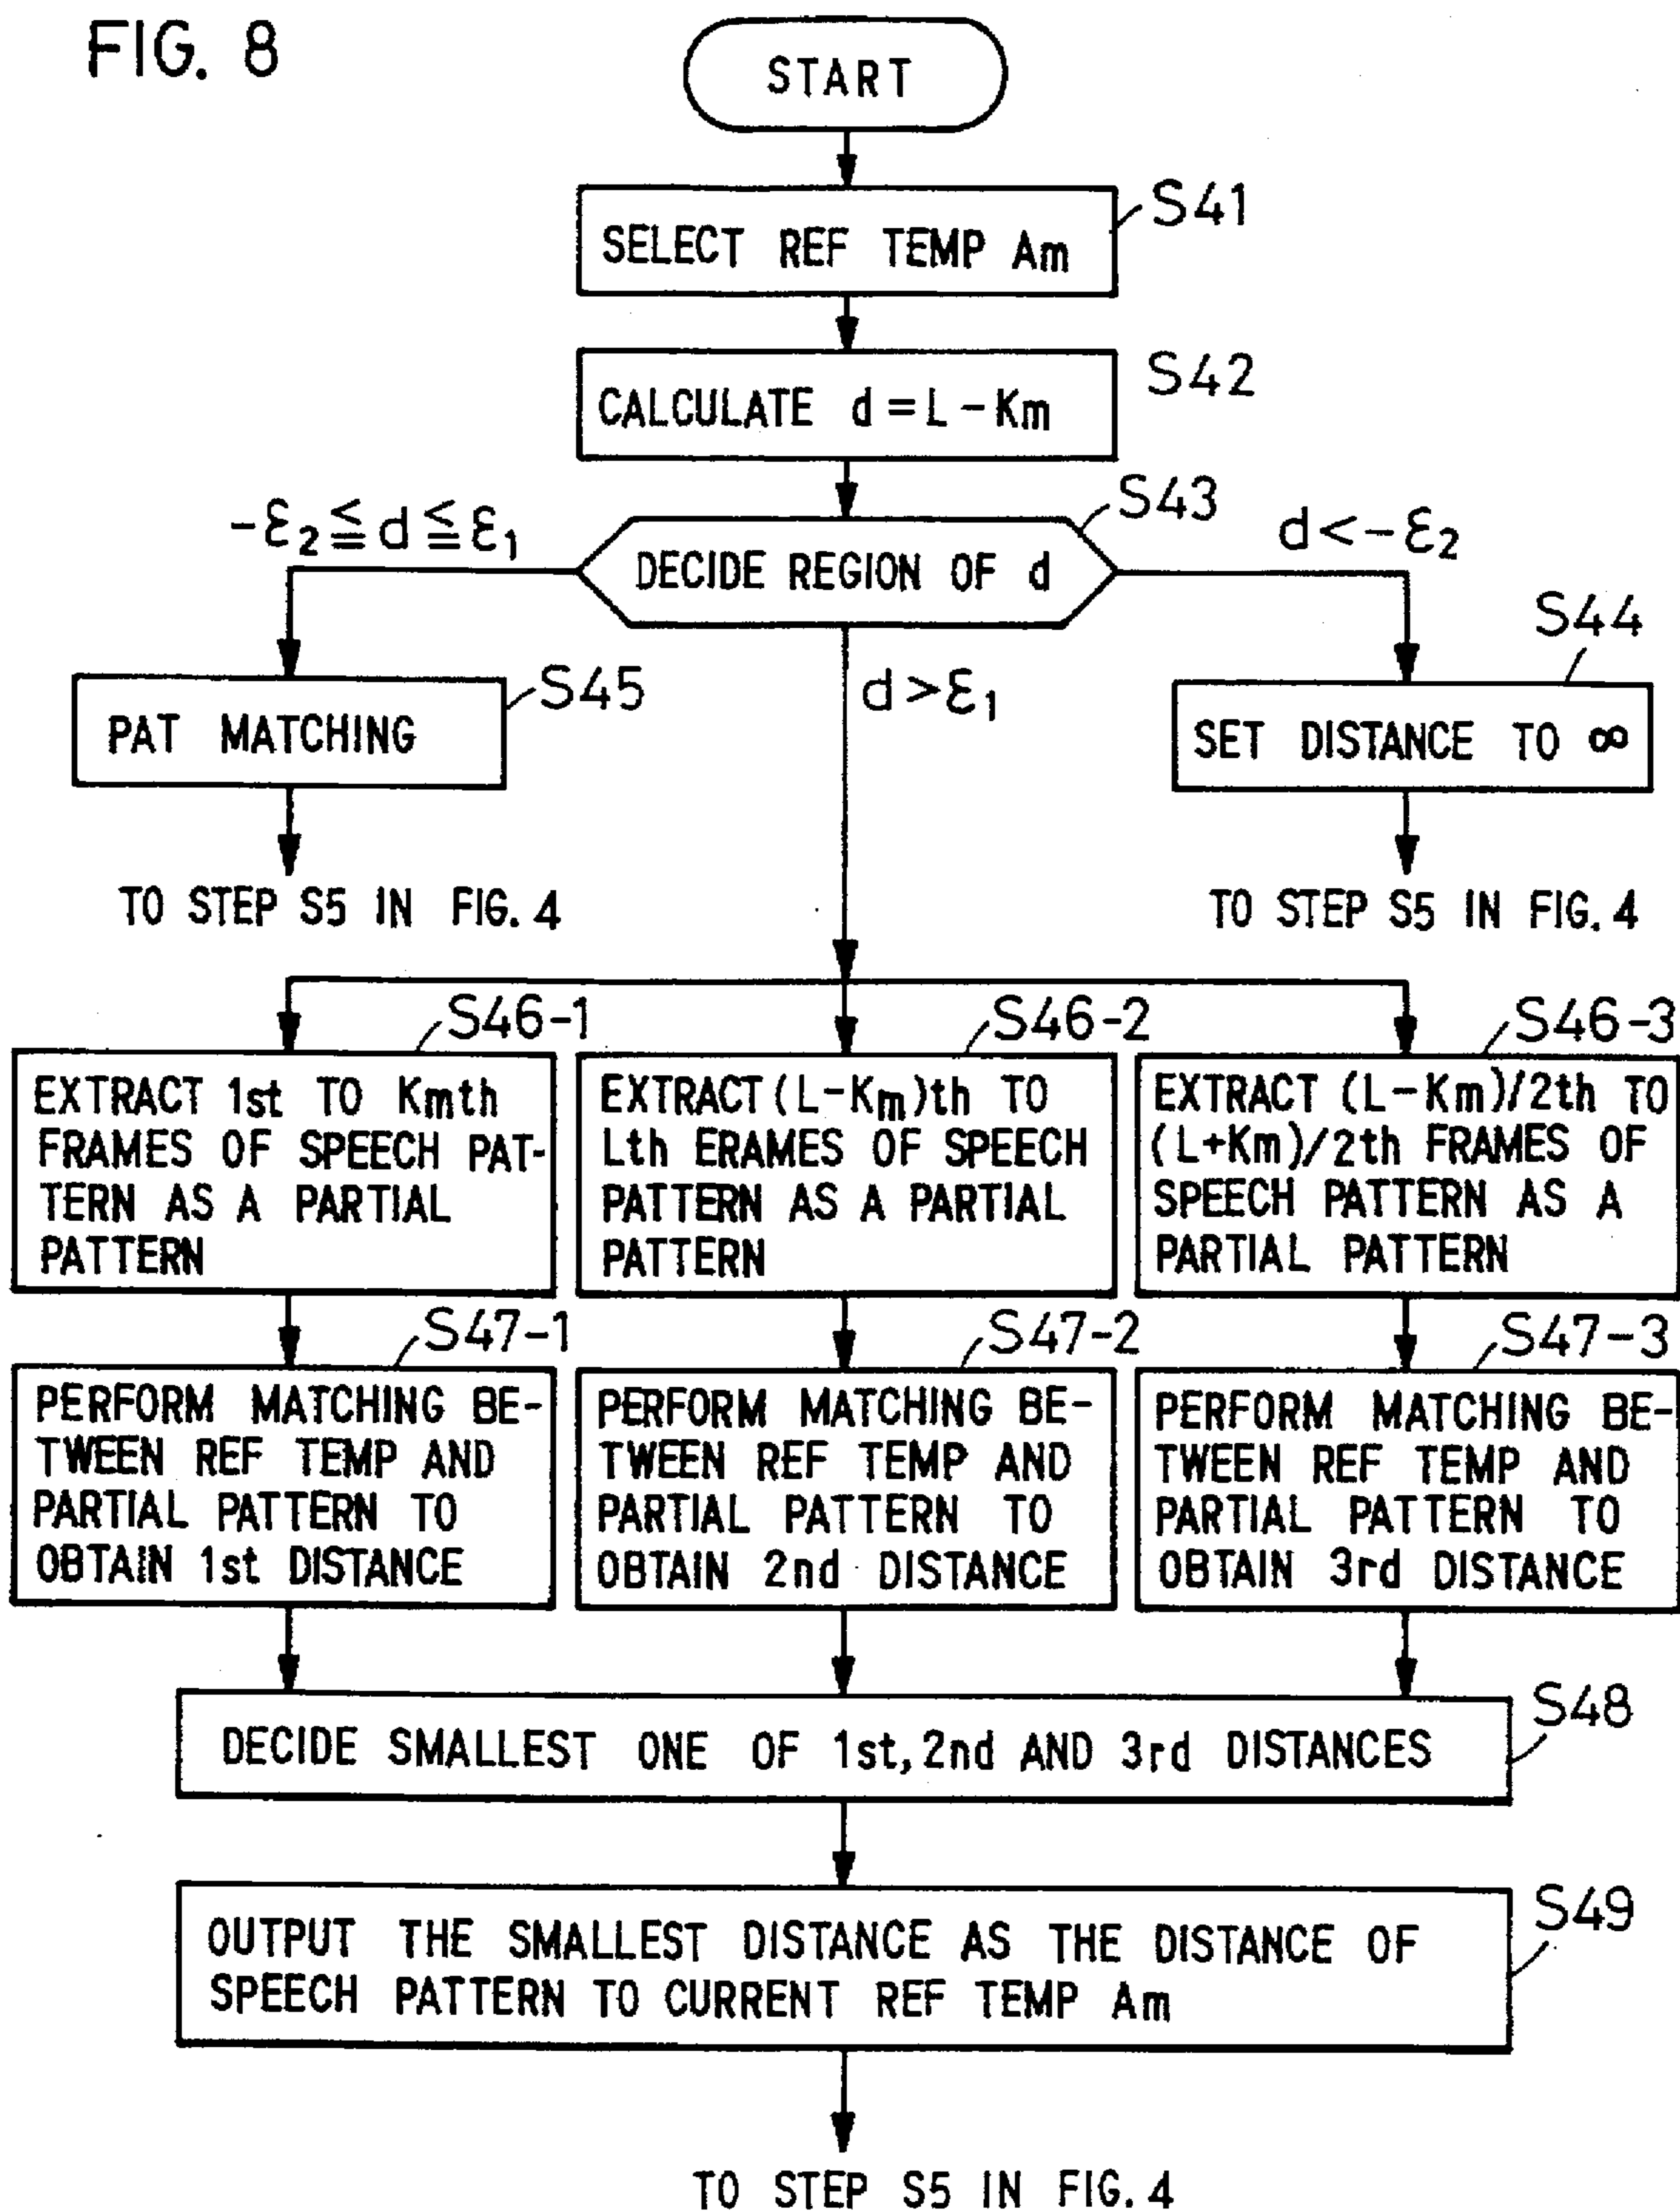 FIG. 8
START
S41
SELECT REF TEMP Am
S42
CALCULATE d=L-Km
S43
-ε2≦d≦ε1
d<-ε2
DECIDE REGION OF d
S44
S45
d>ε1
PAT MATCHING
SET DISTANCE TO ∞
TO STEP S5 IN FIG. 4
TO STEP S5 IN FIG. 4
S46-1
EXTRACT 1st TO Kmth
FRAMES OF SPEECH PAT-
TERN AS A PARTIAL
PATTERN
S46-2
EXTRACT (L-Km)th TO
Lth ERAMES OF SPEECH
PATTERN AS A PARTIAL
PATTERN
S46-3
EXTRACT (L-Km)/2th TO
(L+Km)/2th FRAMES OF
SPEECH PATTERN AS A
PARTIAL PATTERN
S47-1
PERFORM MATCHING BE-
TWEEN REF TEMP AND
PARTIAL PATTERN TO
OBTAIN 1st DISTANCE
S47-2
PERFORM MATCHING BE-
TWEEN REF TEMP AND
PARTIAL PATTERN TO
OBTAIN 2nd DISTANCE
S47-3
PERFORM MATCHING BE-
TWEEN REF TEMP AND
PARTIAL PATTERN TO
OBTAIN 3rd DISTANCE
S48
DECIDE SMALLEST ONE OF 1st, 2nd AND 3rd DISTANCES
S49
OUTPUT THE SMALLEST DISTANCE AS THE DISTANCE OF
SPEECH PATTERN TO CURRENT REF TEMP Am
TO STEP S5 IN FIG. 4